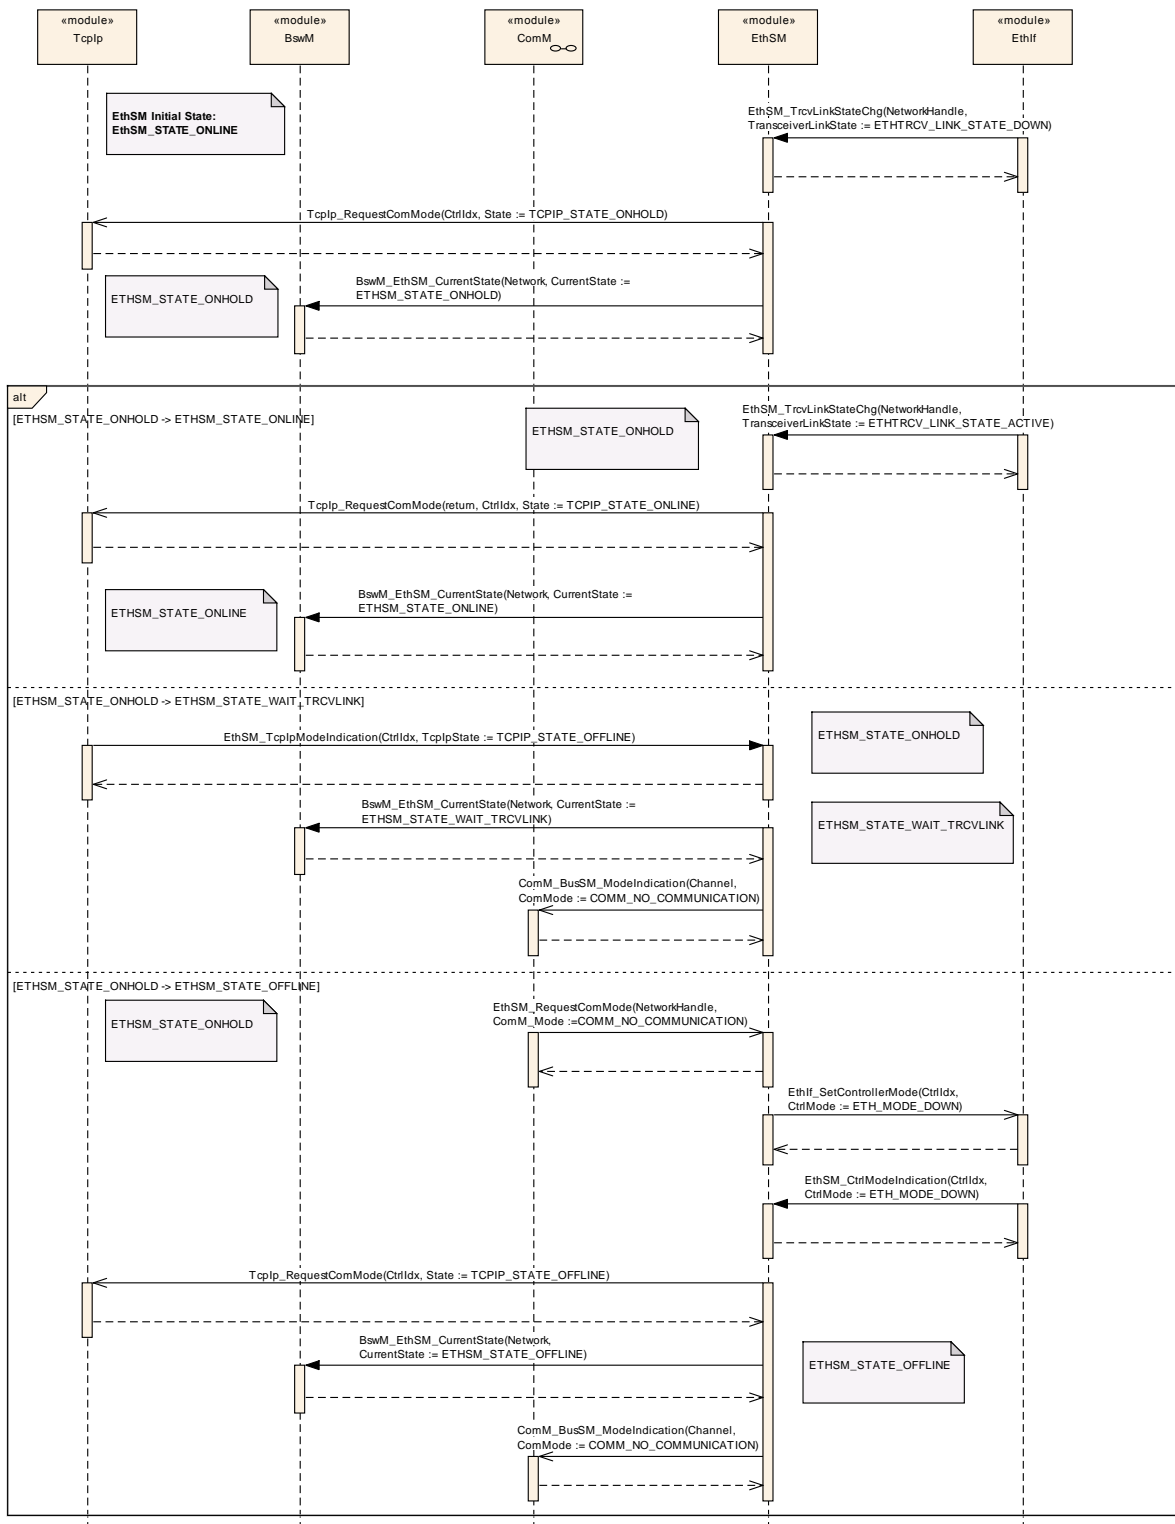 «module»
TcpIp
«module»
BswM
«module»
ComM
«module»
EthSM
«module»
EthIf
EthSM Initial State:
EthSM_STATE_ONLINE
EthSM_TrcvLinkStateChg(NetworkHandle,
TransceiverLinkState := ETHTRCV_LINK_STATE_DOWN)
TcpIp_RequestComMode(CtrlIdx, State := TCPIP_STATE_ONHOLD)
ETHSM_STATE_ONHOLD
BswM_EthSM_CurrentState(Network, CurrentState :=
ETHSM_STATE_ONHOLD)
alt
[ETHSM_STATE_ONHOLD -> ETHSM_STATE_ONLINE]
ETHSM_STATE_ONHOLD
EthSM_TrcvLinkStateChg(NetworkHandle,
TransceiverLinkState := ETHTRCV_LINK_STATE_ACTIVE)
TcpIp_RequestComMode(return, CtrlIdx, State := TCPIP_STATE_ONLINE)
ETHSM_STATE_ONLINE
BswM_EthSM_CurrentState(Network, CurrentState :=
ETHSM_STATE_ONLINE)
[ETHSM_STATE_ONHOLD -> ETHSM_STATE_WAIT_TRCVLINK]
EthSM_TcpIpModeIndication(CtrlIdx, TcpIpState := TCPIP_STATE_OFFLINE)
ETHSM_STATE_ONHOLD
BswM_EthSM_CurrentState(Network, CurrentState :=
ETHSM_STATE_WAIT_TRCVLINK)
ETHSM_STATE_WAIT_TRCVLINK
ComM_BusSM_ModeIndication(Channel,
ComMode := COMM_NO_COMMUNICATION)
[ETHSM_STATE_ONHOLD -> ETHSM_STATE_OFFLINE]
ETHSM_STATE_ONHOLD
EthSM_RequestComMode(NetworkHandle,
ComM_Mode :=COMM_NO_COMMUNICATION)
EthIf_SetControllerMode(CtrlIdx,
CtrlMode := ETH_MODE_DOWN)
EthSM_CtrlModeIndication(CtrlIdx,
CtrlMode := ETH_MODE_DOWN)
TcpIp_RequestComMode(CtrlIdx, State := TCPIP_STATE_OFFLINE)
BswM_EthSM_CurrentState(Network,
CurrentState := ETHSM_STATE_OFFLINE)
ETHSM_STATE_OFFLINE
ComM_BusSM_ModeIndication(Channel,
ComMode := COMM_NO_COMMUNICATION)